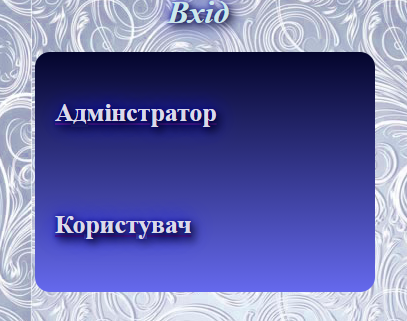 Вхід
Адмінстратор
Користувач